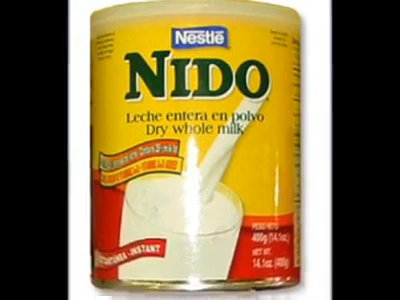 Nestlé
NIDO
Leche entera en polvo
Dry whole milk
INSTANTANEA - INSTANT
PESO NETO
400g (14.1oz.)
NET WT.
14.1oz. (400g)